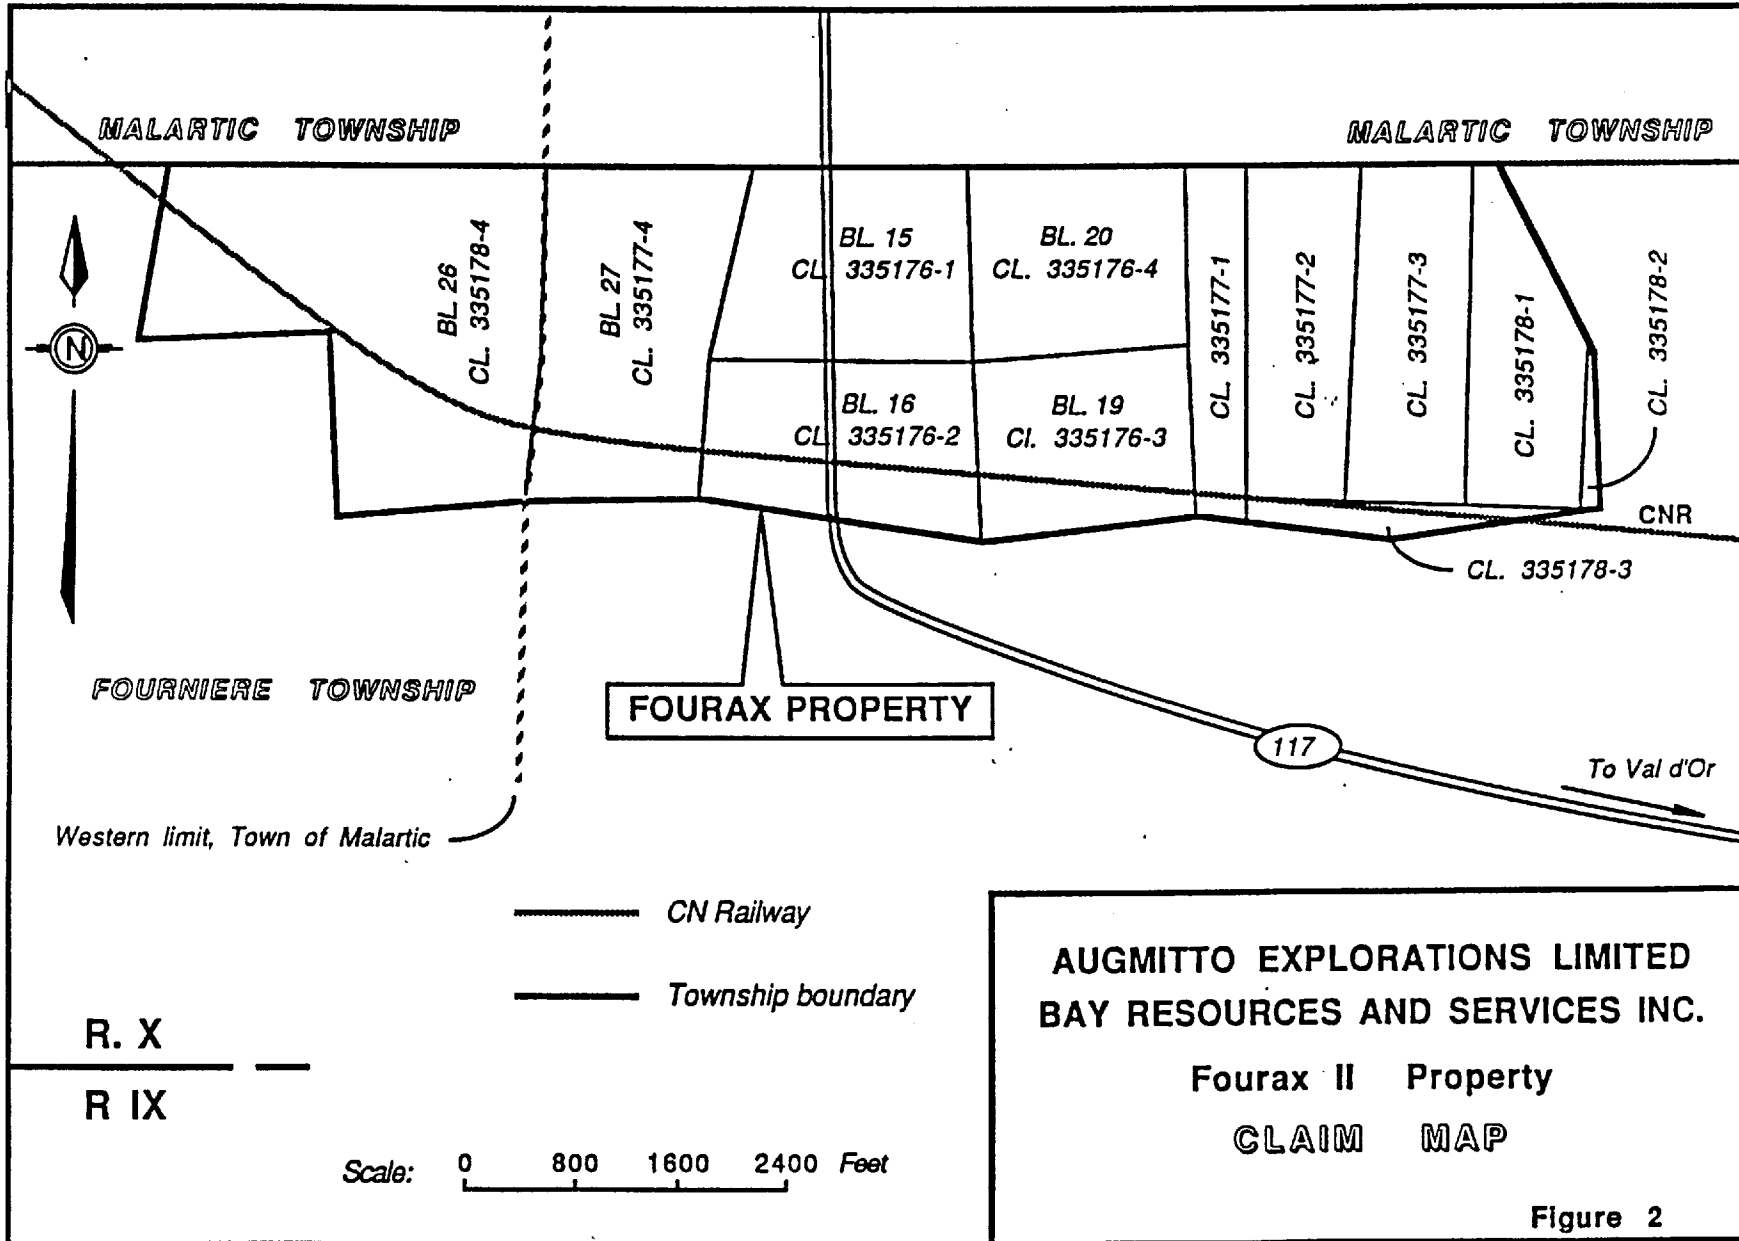 MALARTIC TOWNSHIP
MALARTIC TOWNSHIP
BL 26
CL. 335178-4
BL 27
CL. 335177-4
BL 15
CL. 335176-1
BL. 20
CL. 335176-4
BL. 16
CL. 335176-2
BL. 19
Cl. 335176-3
CL. 335177-1
CL. 335177-2
CL. 335177-3
CL. 335178-1
CL. 335178-2
N
CNR
CL. 335178-3
FOURNIERE TOWNSHIP
FOURAX PROPERTY
117
To Val d'Or
Western limit, Town of Malartic
CN Railway
Township boundary
R. X
R IX
Scale: 0 800 1600 2400 Feet
AUGMITTO EXPLORATIONS LIMITED
BAY RESOURCES AND SERVICES INC.
Fourax II Property
CLAIM MAP
Figure 2